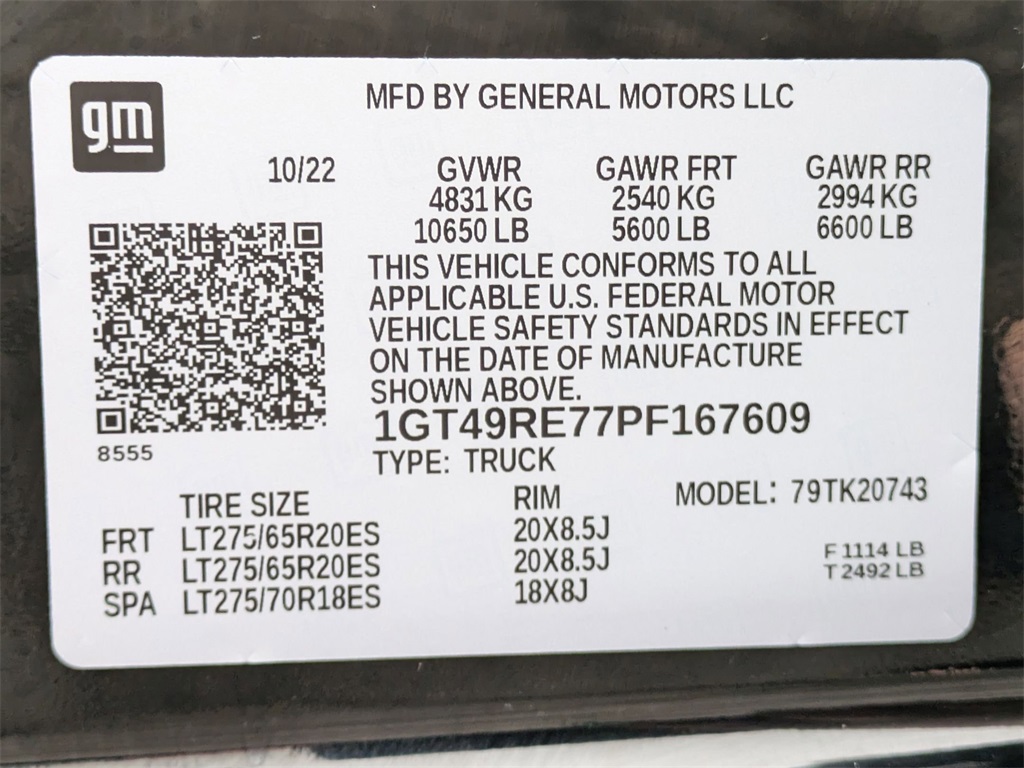 gm
MFD BY GENERAL MOTORS LLC
10/22 GVWR GAWR FRT GAWR RR
4831 KG 2540 KG 2994 KG
10650 LB 5600 LB 6600 LB
THIS VEHICLE CONFORMS TO ALL
APPLICABLE U.S. FEDERAL MOTOR
VEHICLE SAFETY STANDARDS IN EFFECT
ON THE DATE OF MANUFACTURE
SHOWN ABOVE.
1GT49RE77PF167609
8555
TYPE: TRUCK
TIRE SIZE RIM MODEL: 79TK20743
FRT LT275/65R20ES 20X8.5J
RR LT275/65R20ES 20X8.5J
SPA LT275/70R18ES 18X8J
F 1114 LB
T 2492 LB